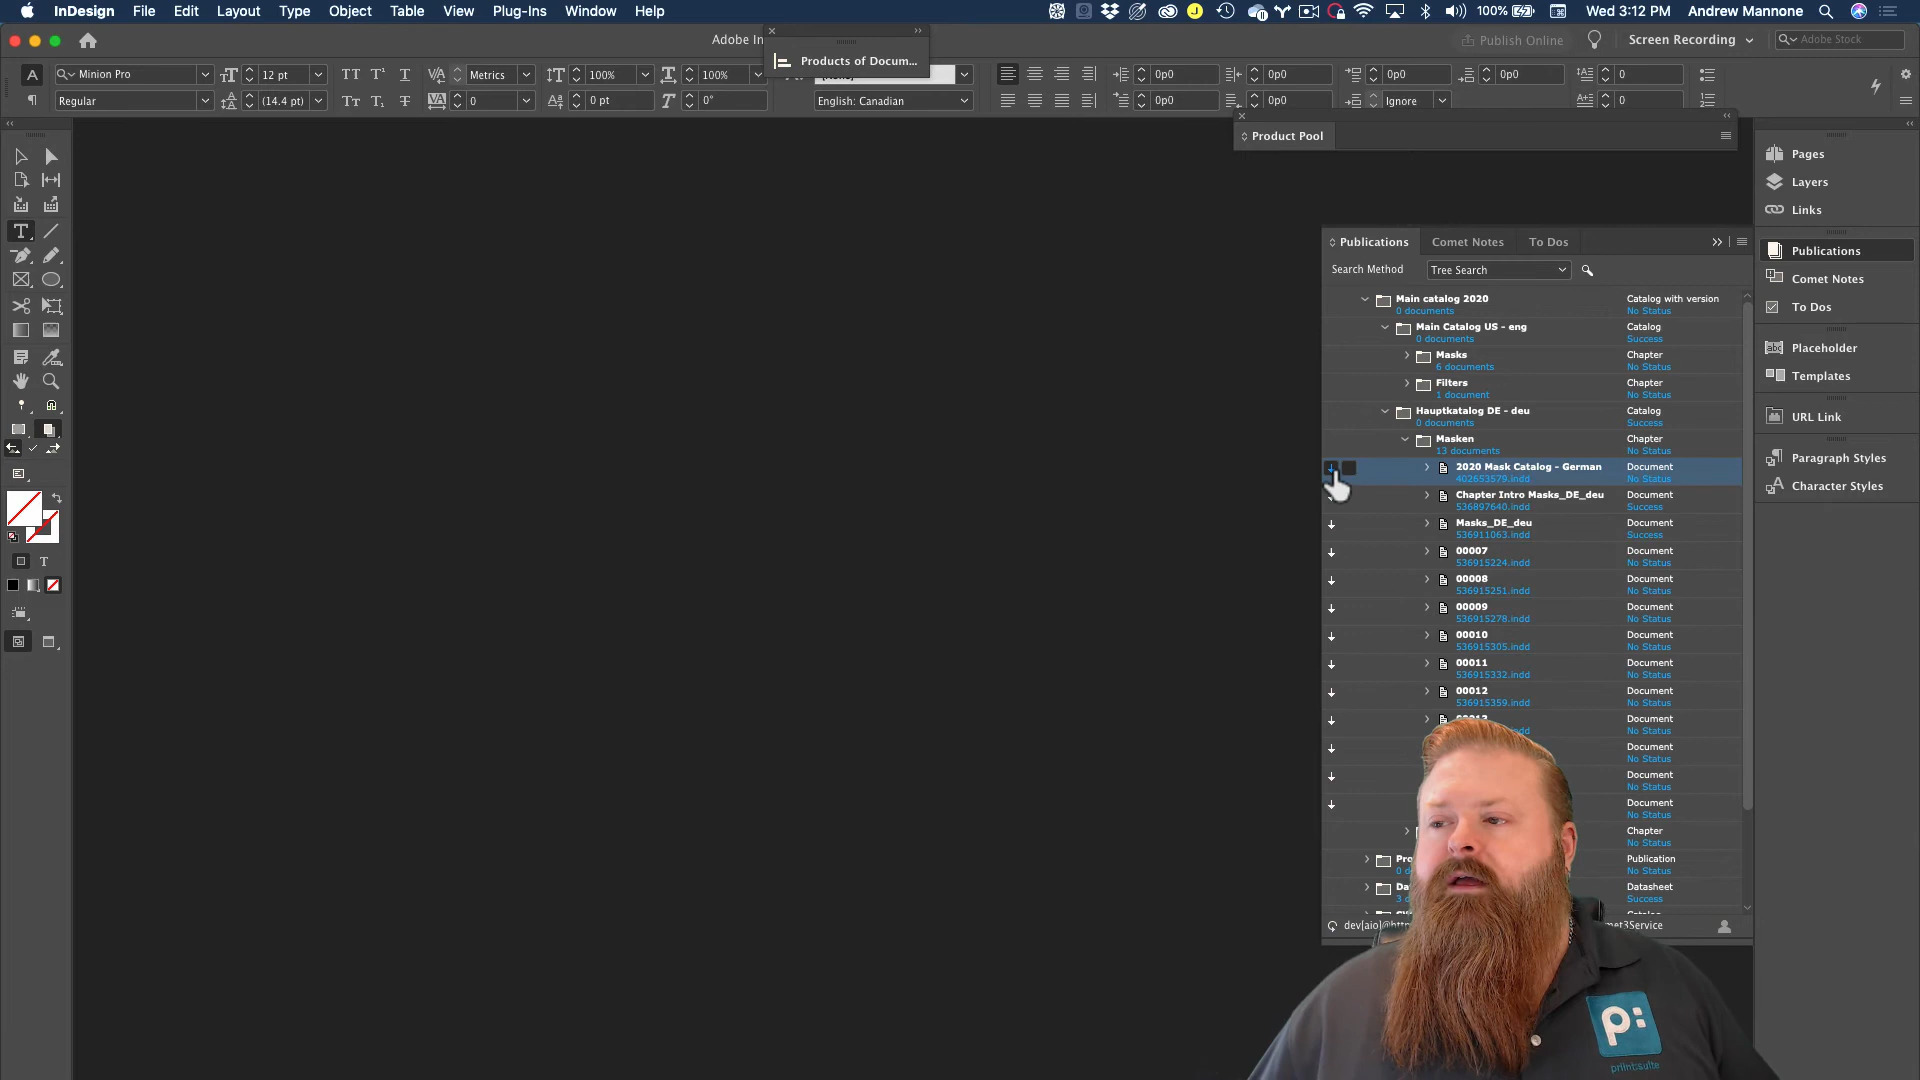 InDesign File Edit Layout Type Object Table View Plug-Ins Window Help
100% Wed 3:12 PM Andrew Mannone
Adobe In
Products of Docum...
Publish Online
Screen Recording
Adobe Stock
Minion Pro 12 pt Metrics 100% 100% 0p0 0p0 0p0 0p0 0
Regular (14.4 pt) 0 0 pt 0° English: Canadian 0p0 0p0 Ignore 0
Product Pool
Pages
Layers
Links
Publications
Comet Notes
To Dos
Placeholder
Templates
URL Link
Paragraph Styles
Character Styles
Publications Comet Notes To Dos
Search Method Tree Search
Main catalog 2020 Catalog with version
0 documents No Status
Main Catalog US - eng Catalog
0 documents Success
Masks Chapter
6 documents No Status
Filters Chapter
1 document No Status
Hauptkatalog DE - deu Catalog
0 documents Success
Masken Chapter
13 documents No Status
2020 Mask Catalog - German Document
402653579.indd No Status
Chapter Intro Masks_DE_deu Document
536897640.indd Success
Masks_DE_deu Document
536911063.indd Success
00007 Document
536915224.indd No Status
00008 Document
536915251.indd No Status
00009 Document
536915278.indd No Status
00010 Document
536915305.indd No Status
00011 Document
536915332.indd No Status
00012 Document
536915359.indd No Status
Document
No Status
Document
No Status
Document
No Status
Document
No Status
Chapter
No Status
Publication
No Status
Datasheet
Success
p:
print:suite